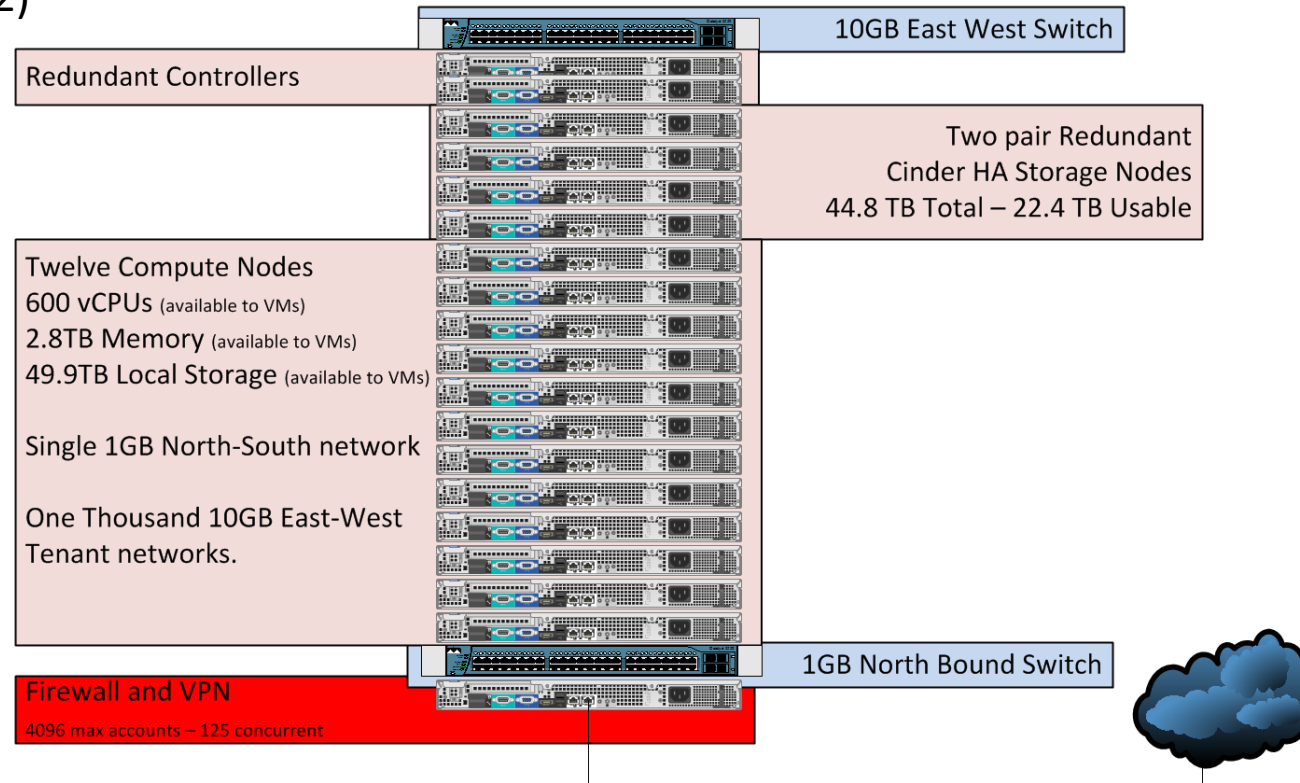 2)
10GB East West Switch
Redundant Controllers
Two pair Redundant
Cinder HA Storage Nodes
44.8 TB Total – 22.4 TB Usable
Twelve Compute Nodes
600 vCPUs (available to VMs)
2.8TB Memory (available to VMs)
49.9TB Local Storage (available to VMs)
Single 1GB North-South network
One Thousand 10GB East-West
Tenant networks.
1GB North Bound Switch
Firewall and VPN
4096 max accounts – 125 concurrent